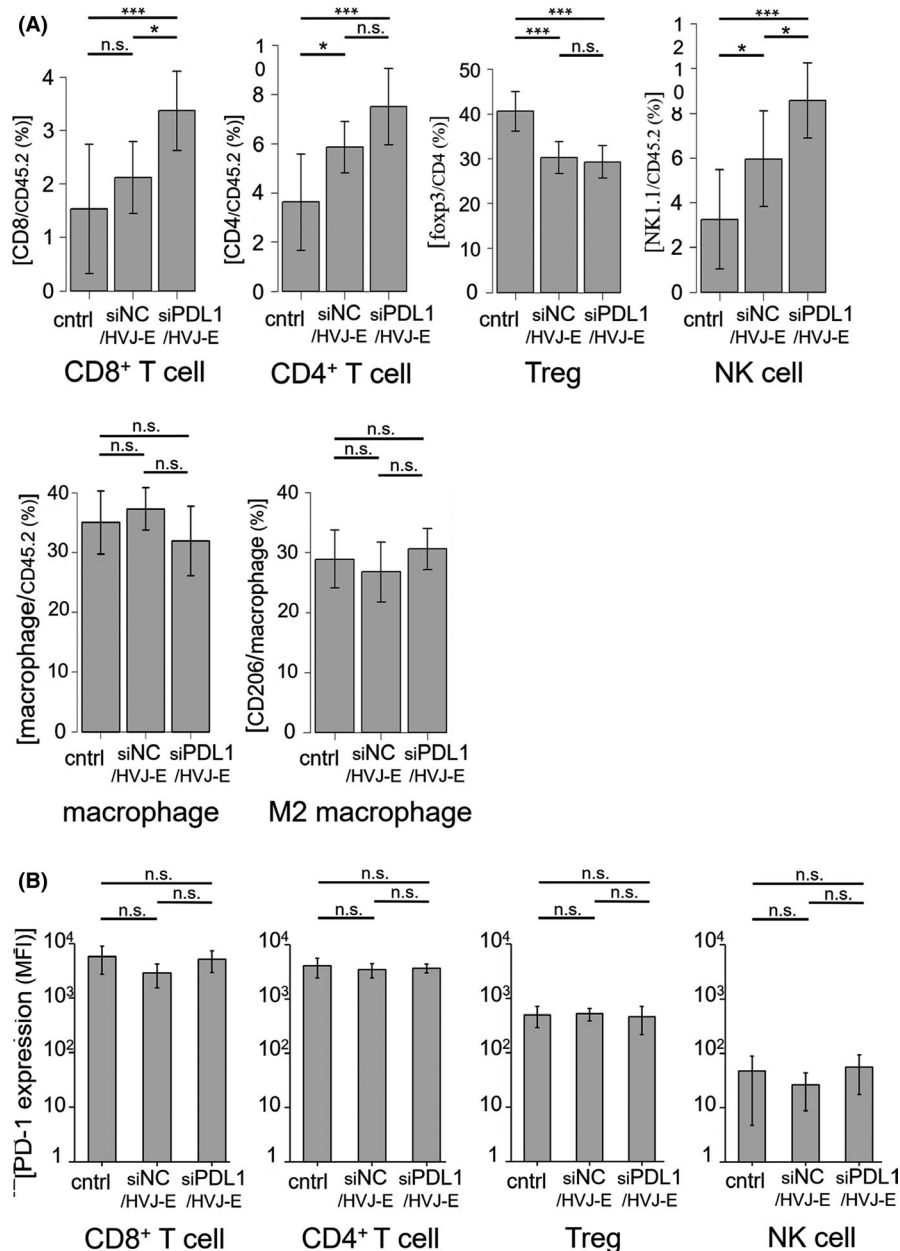 (A)
***
*
n.s.
[CD8/CD45.2 (%)]
4
3
2
1
0
cntrl
siNC
/HVJ-E
siPDL1
/HVJ-E
CD8⁺ T cell
***
n.s.
*
[CD4/CD45.2 (%)]
1
0
8
6
4
2
0
cntrl
siNC
/HVJ-E
siPDL1
/HVJ-E
CD4⁺ T cell
***
***
n.s.
[foxp3/CD4 (%)]
50
40
30
20
10
0
cntrl
siNC
/HVJ-E
siPDL1
/HVJ-E
Treg
***
*
*
[NK1.1/CD45.2 (%)]
1
2
1
0
8
6
4
2
0
cntrl
siNC
/HVJ-E
siPDL1
/HVJ-E
NK cell
n.s.
n.s.
n.s.
[macrophage/CD45.2 (%)]
40
30
20
10
0
cntrl
siNC
/HVJ-E
siPDL1
/HVJ-E
macrophage
n.s.
n.s.
n.s.
[CD206/macrophage (%)]
40
30
20
10
0
cntrl
siNC
/HVJ-E
siPDL1
/HVJ-E
M2 macrophage
(B)
n.s.
n.s.
n.s.
[PD-1 expression (MFI)]
10⁴
10³
10²
10
1
cntrl
siNC
/HVJ-E
siPDL1
/HVJ-E
CD8⁺ T cell
n.s.
n.s.
n.s.
10⁴
10³
10²
10
1
cntrl
siNC
/HVJ-E
siPDL1
/HVJ-E
CD4⁺ T cell
n.s.
n.s.
n.s.
10⁴
10³
10²
10
1
cntrl
siNC
/HVJ-E
siPDL1
/HVJ-E
Treg
n.s.
n.s.
n.s.
10⁴
10³
10²
10
1
cntrl
siNC
/HVJ-E
siPDL1
/HVJ-E
NK cell